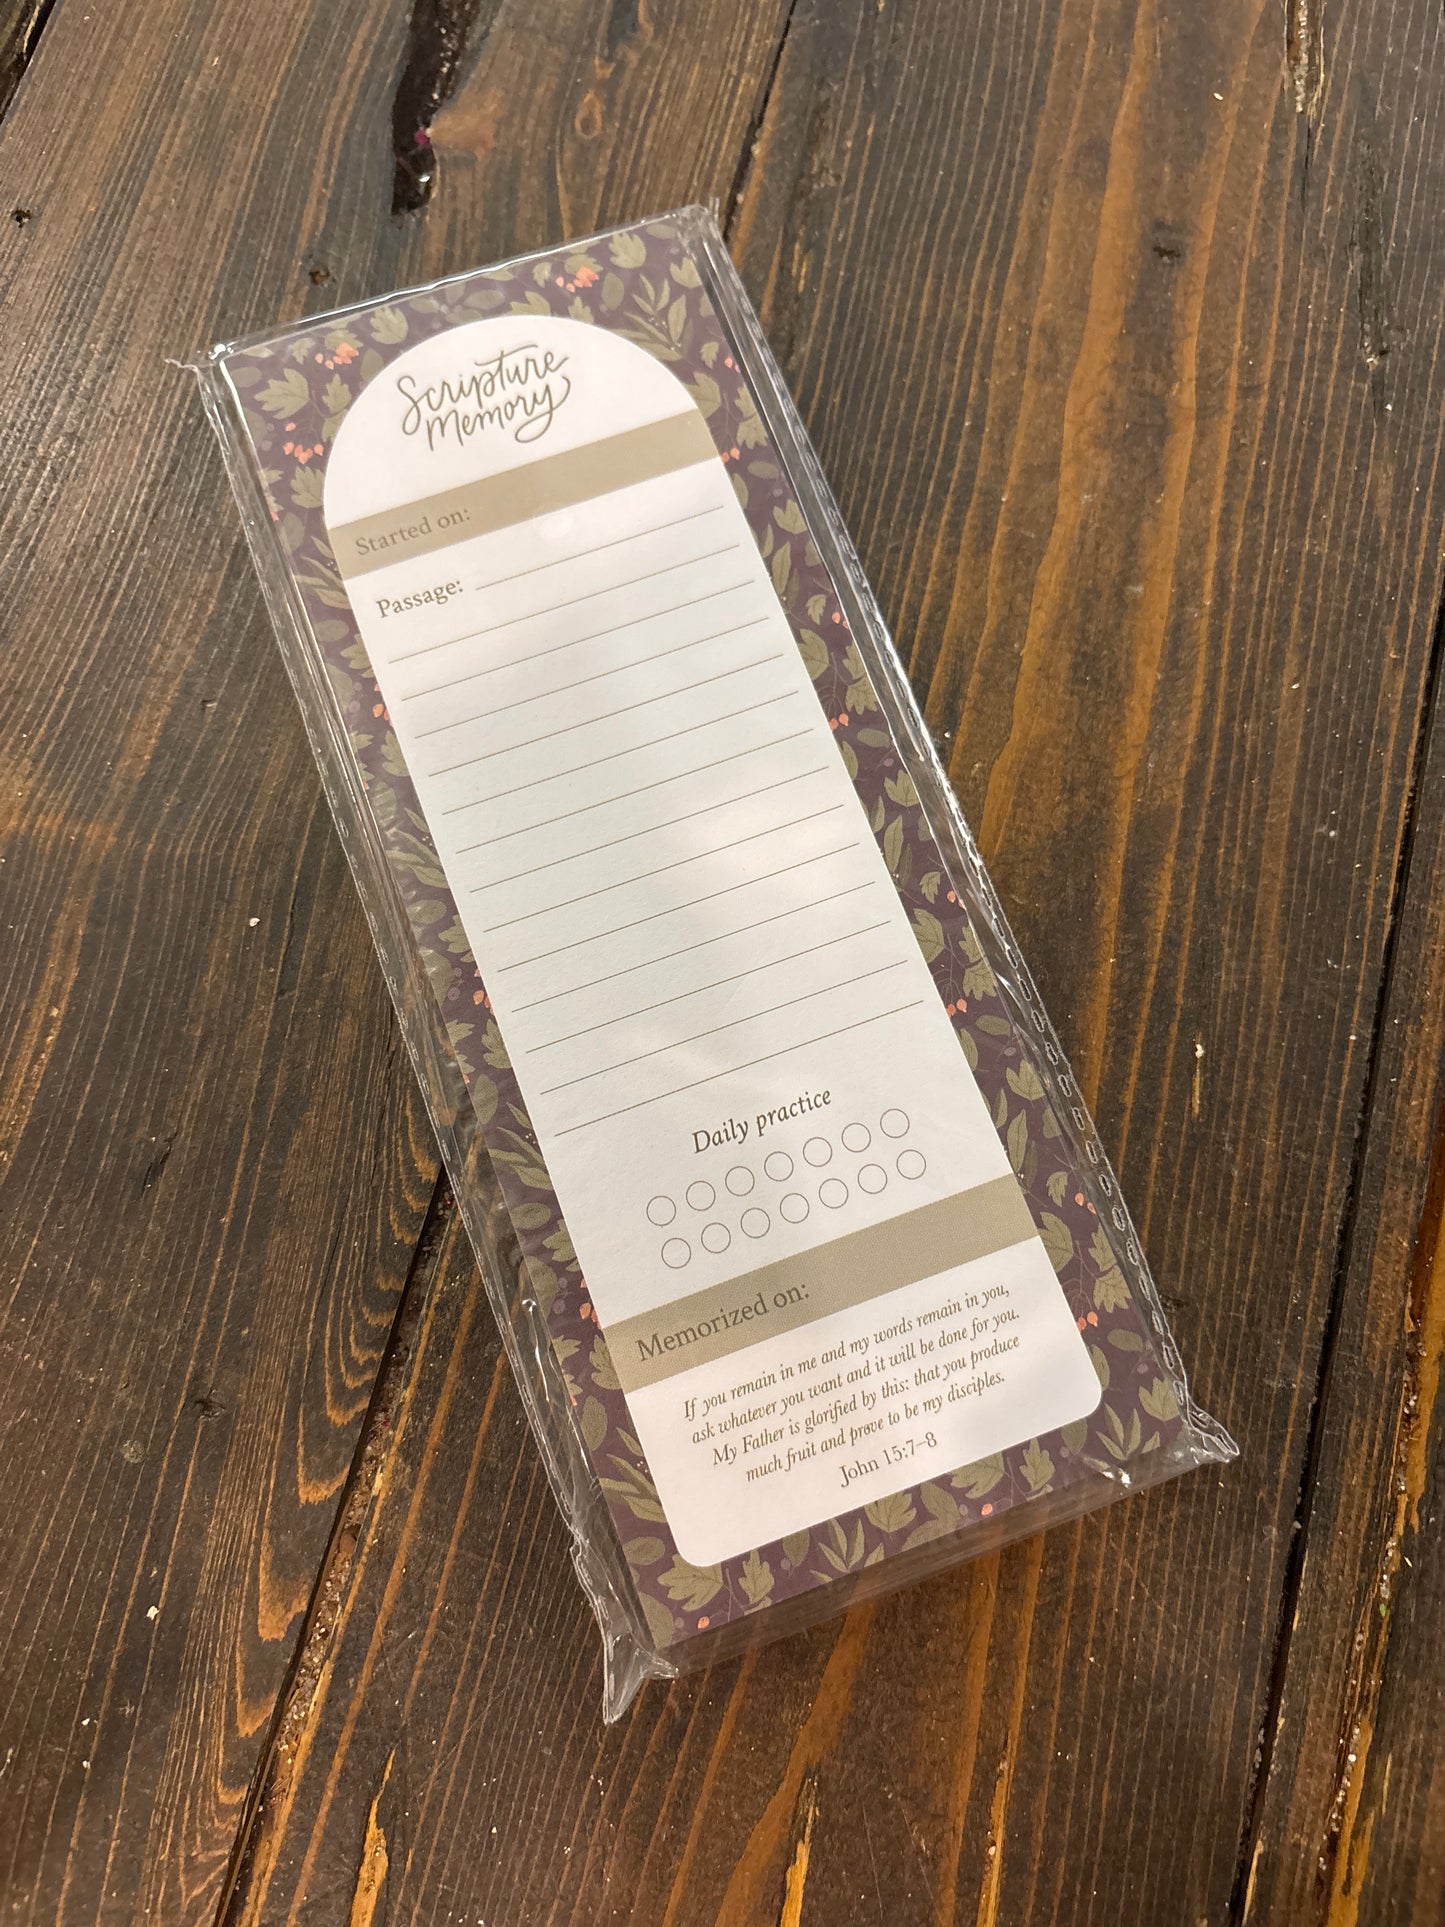 Scripture
Memory
Started on:
Passage:
Daily practice
Memorized on:
If you remain in me and my words remain in you,
ask whatever you want and it will be done for you.
My Father is glorified by this: that you produce
much fruit and prove to be my disciples.
John 15:7–8